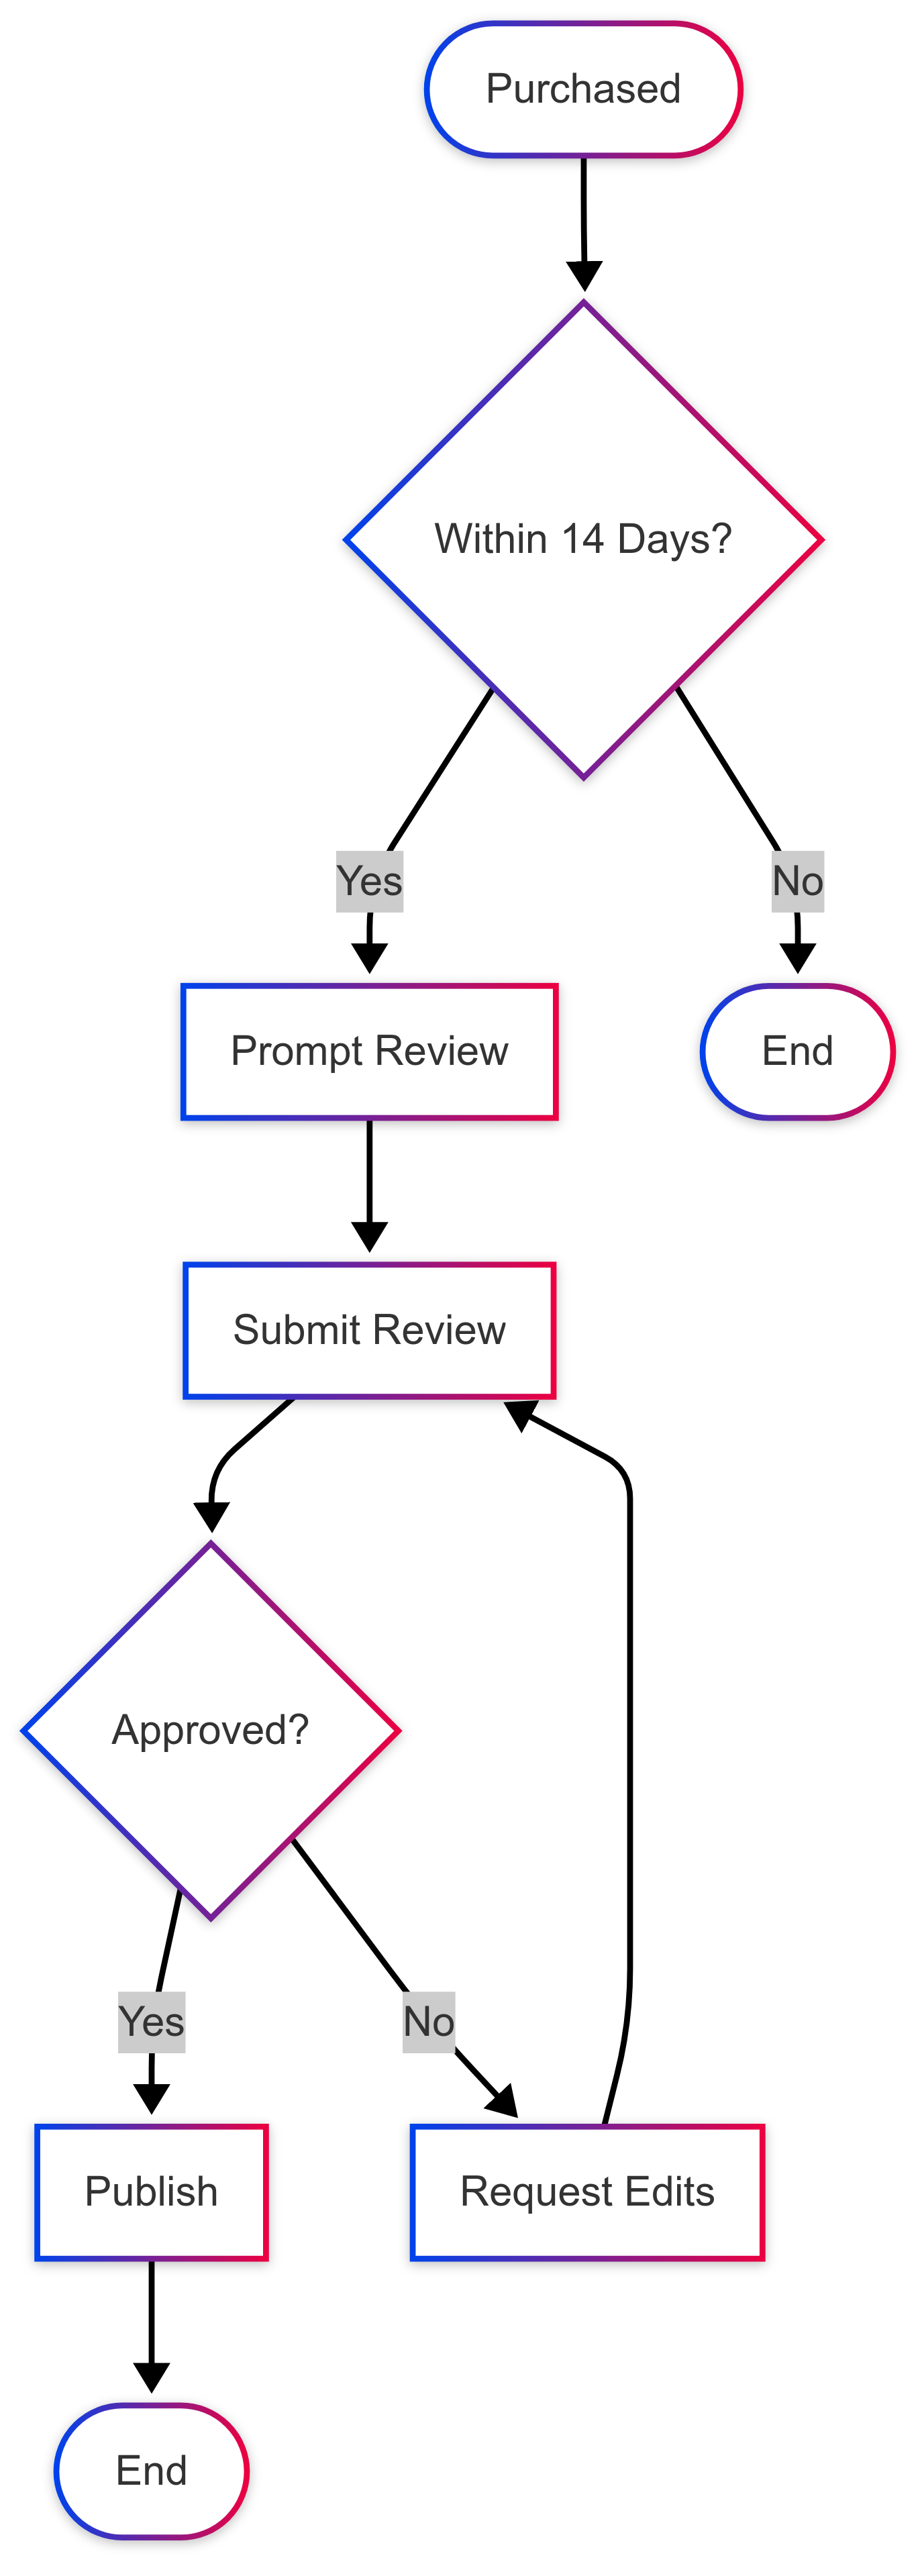 Purchased
Within 14 Days?
Yes
No
Prompt Review
End
Submit Review
Approved?
Yes
No
Publish
Request Edits
End